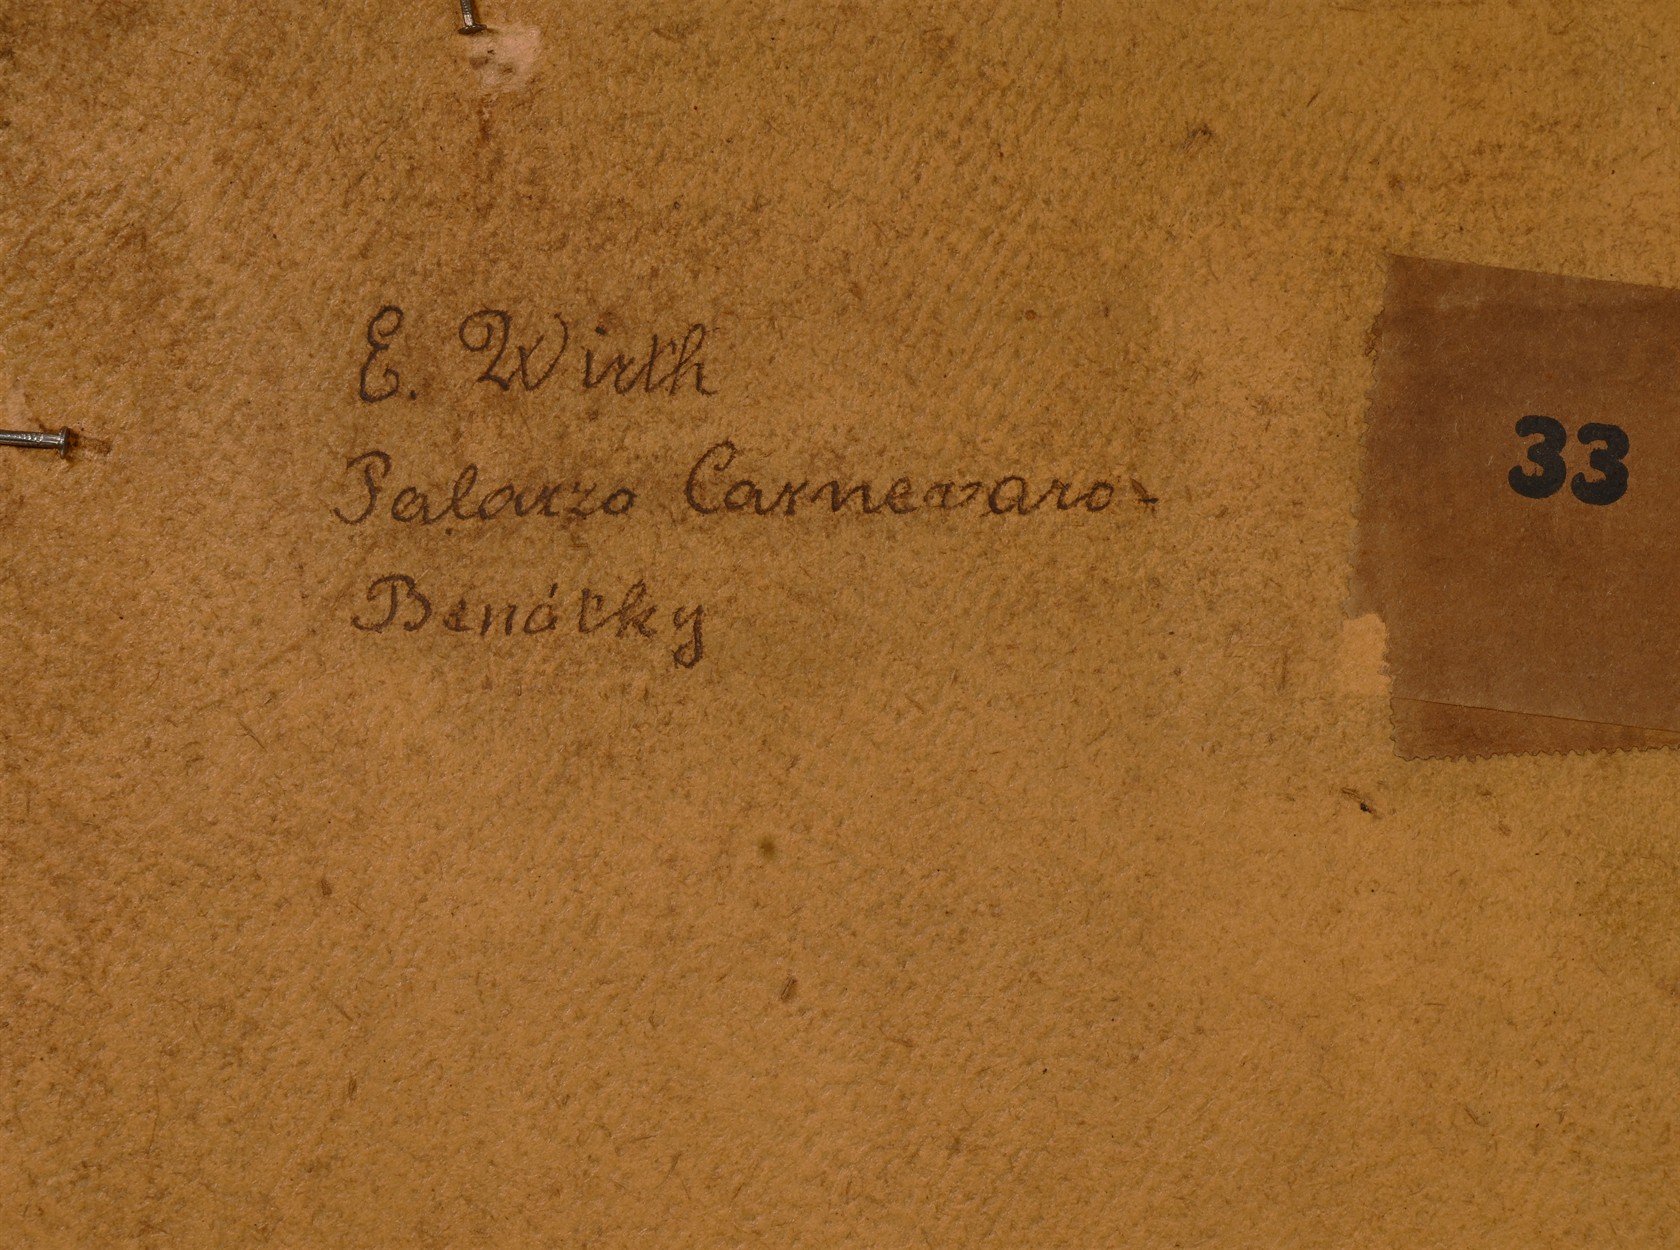 E. Wirth
Palazzo Carnevaro-
Benátky
33